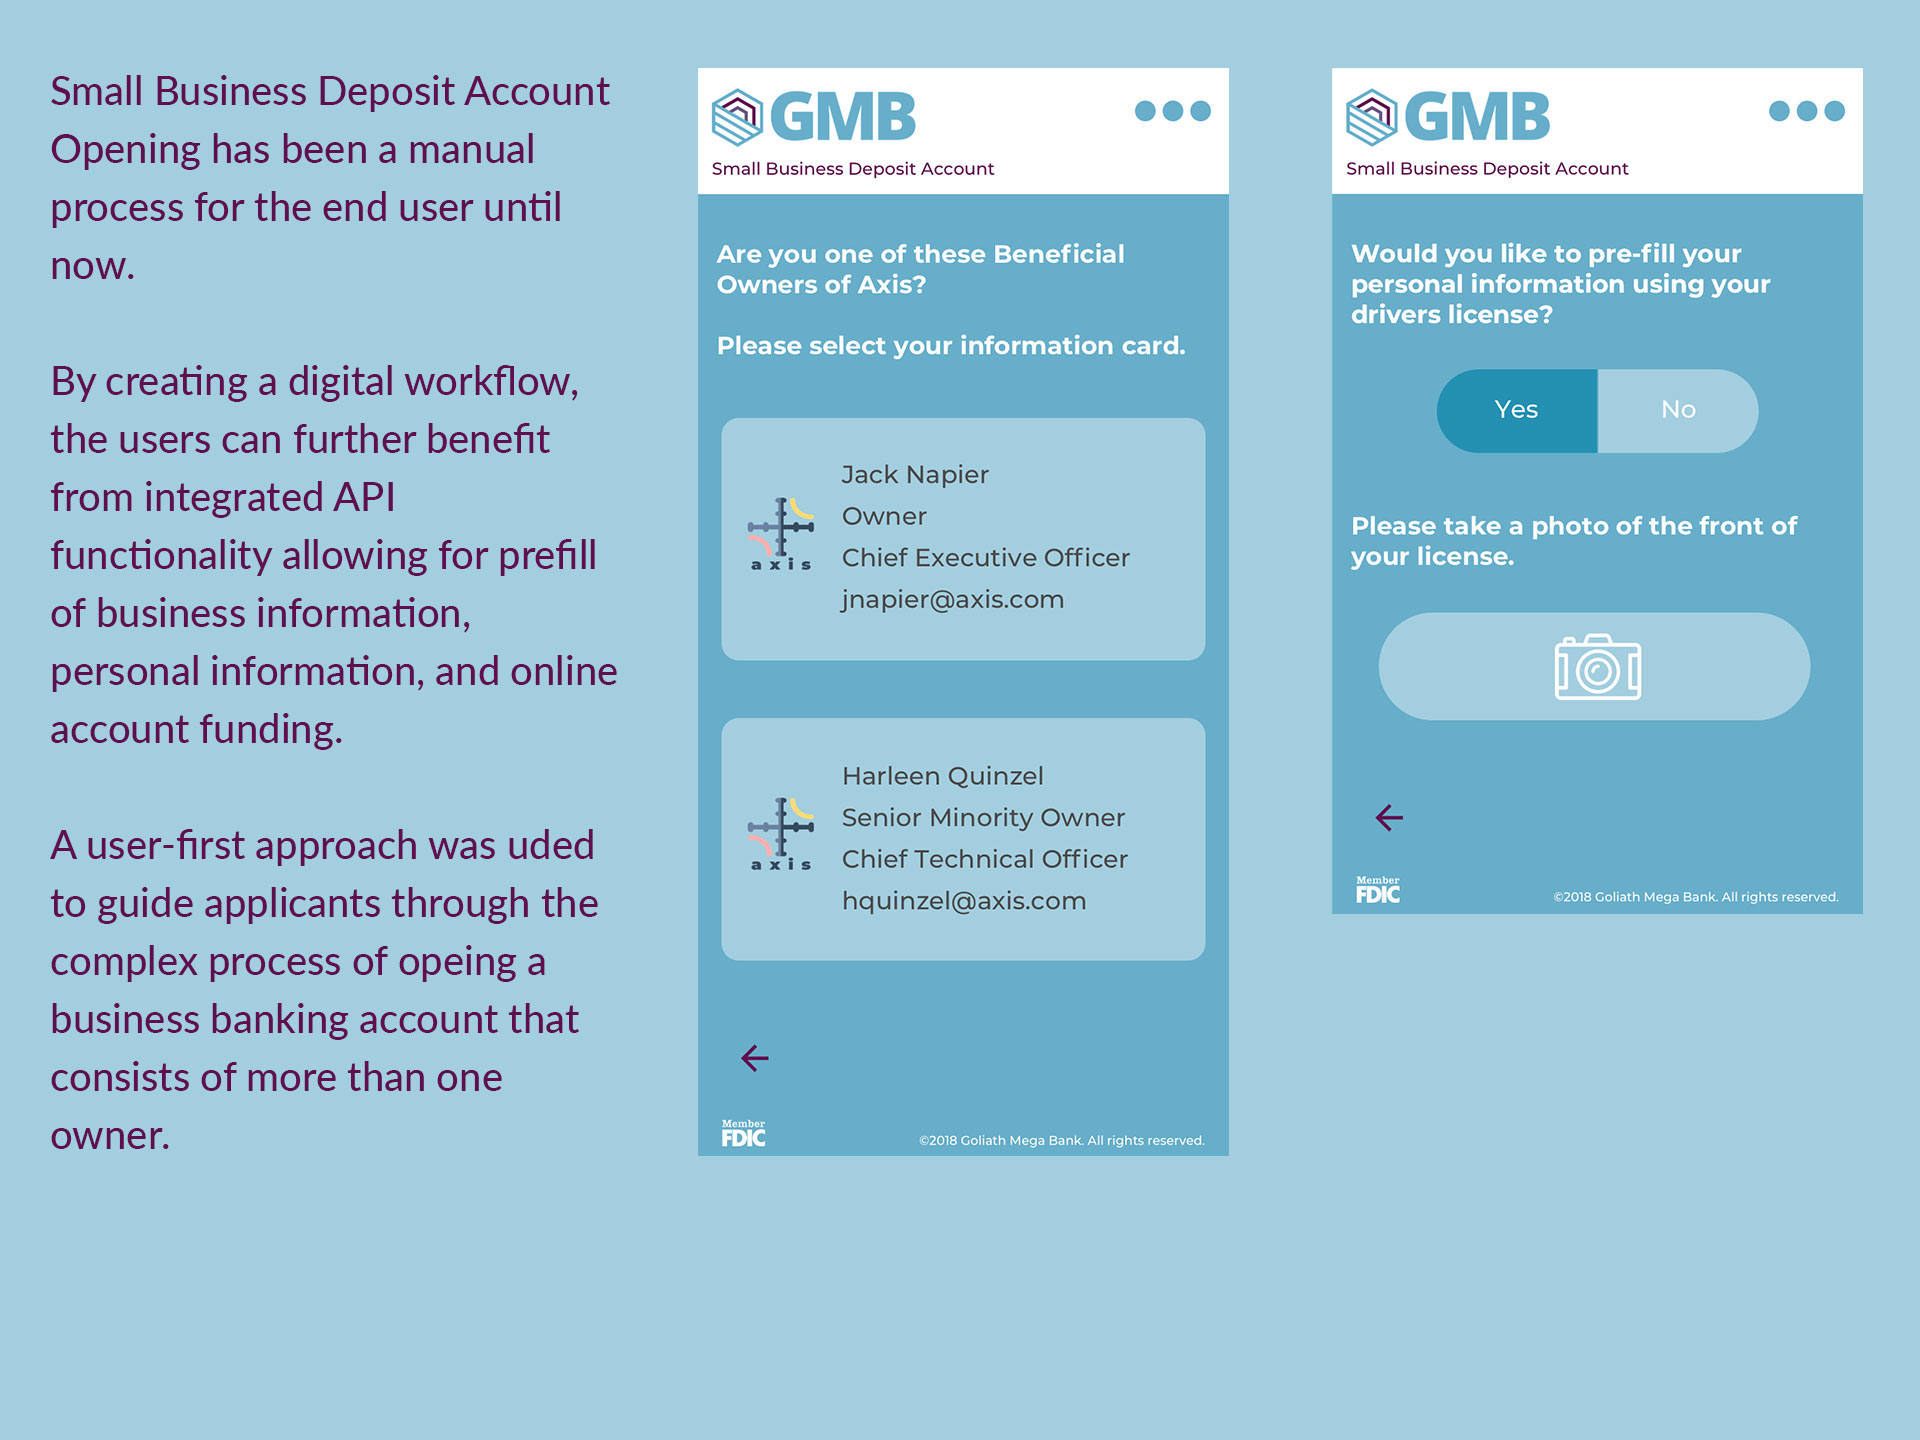 Small Business Deposit Account
Opening has been a manual
process for the end user until
now.
By creating a digital workflow,
the users can further benefit
from integrated API
functionality allowing for prefill
of business information,
personal information, and online
account funding.
A user-first approach was uded
to guide applicants through the
complex process of opeing a
business banking account that
consists of more than one
owner.
GMB
Small Business Deposit Account
Are you one of these Beneficial
Owners of Axis?
Please select your information card.
axis
Jack Napier
Owner
Chief Executive Officer
jnapier@axis.com
axis
Harleen Quinzel
Senior Minority Owner
Chief Technical Officer
hquinzel@axis.com
Member
FDIC
©2018 Goliath Mega Bank. All rights reserved.
GMB
Small Business Deposit Account
Would you like to pre-fill your
personal information using your
drivers license?
Yes No
Please take a photo of the front of
your license.
Member
FDIC
©2018 Goliath Mega Bank. All rights reserved.